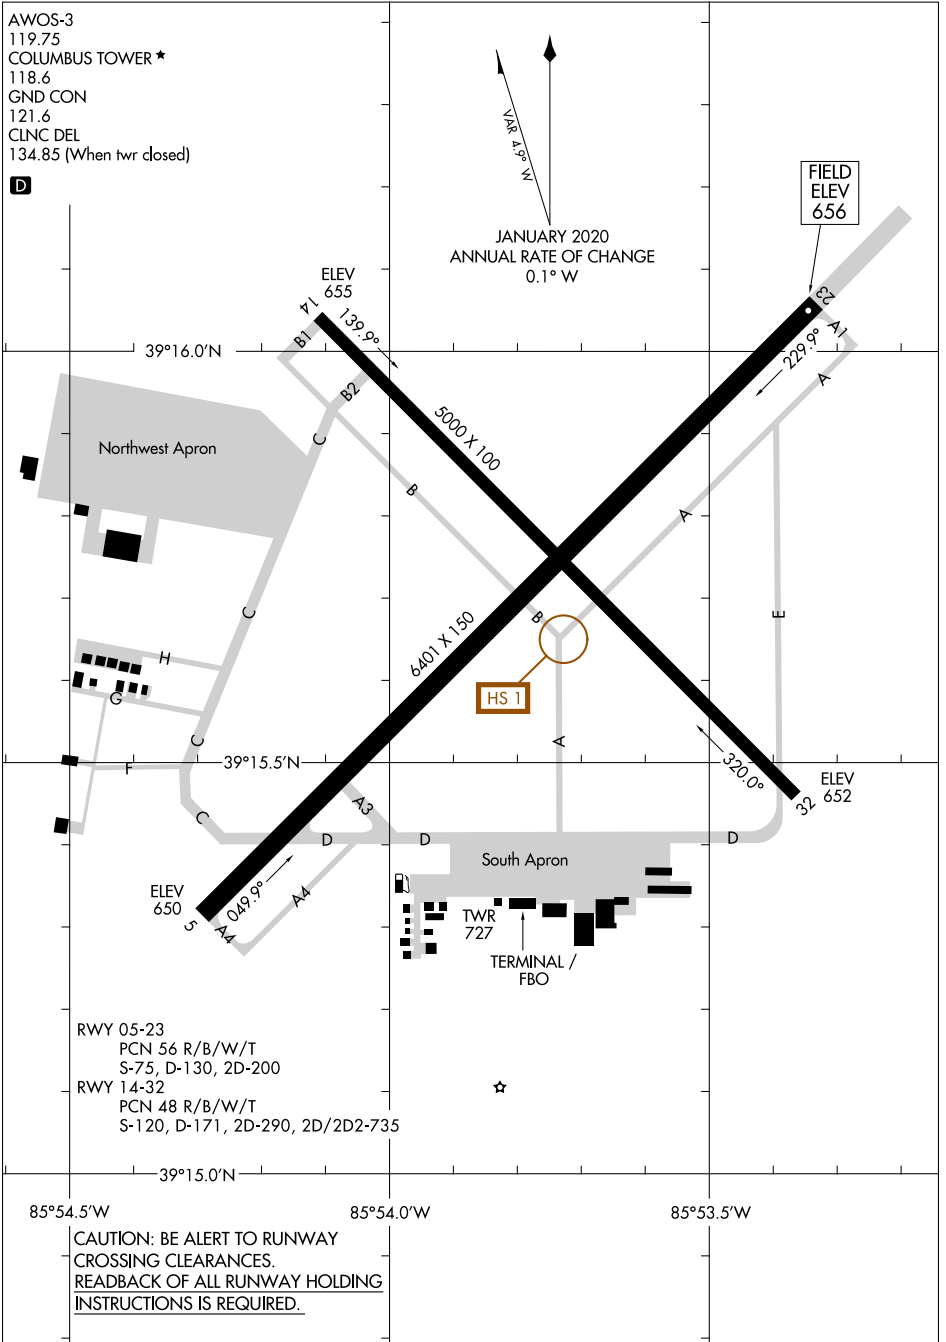 AWOS-3
119.75
COLUMBUS TOWER ★
118.6
GND CON
121.6
CLNC DEL
134.85 (When twr closed)
D
VAR 4.9° W
JANUARY 2020
ANNUAL RATE OF CHANGE
0.1° W
FIELD
ELEV
656
ELEV
655
14
139.9°
23
A1
229.9°
A
B1
39°16.0'N
B2
5000 X 100
C
Northwest Apron
B
A
C
B
E
6401 X 150
H
HS 1
G
C
A
39°15.5'N
F
320.0°
ELEV
652
32
A3
C
D
D
D
South Apron
ELEV
650
049.9°
A4
5
A4
TWR
727
TERMINAL /
FBO
RWY 05-23
PCN 56 R/B/W/T
S-75, D-130, 2D-200
RWY 14-32
PCN 48 R/B/W/T
S-120, D-171, 2D-290, 2D/2D2-735
39°15.0'N
85°54.5'W
85°54.0'W
85°53.5'W
CAUTION: BE ALERT TO RUNWAY
CROSSING CLEARANCES.
READBACK OF ALL RUNWAY HOLDING
INSTRUCTIONS IS REQUIRED.